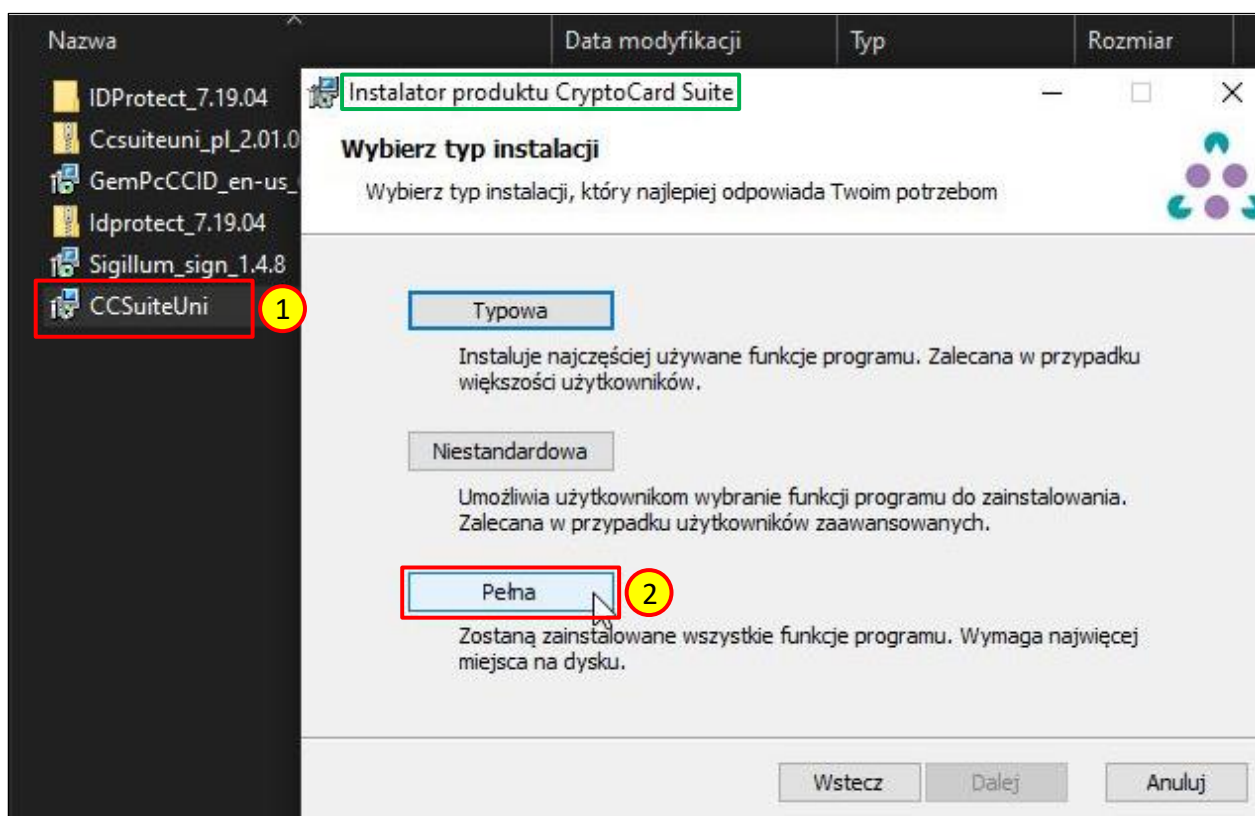 Nazwa Data modyfikacji Typ Rozmiar
IDProtect_7.19.04
Ccsuiteuni_pl_2.01.0
GemPcCCID_en-us_
Idprotect_7.19.04
Sigillum_sign_1.4.8
CCSuiteUni 1
Instalator produktu CryptoCard Suite
Wybierz typ instalacji
Wybierz typ instalacji, który najlepiej odpowiada Twoim potrzebom
Typowa
Instaluje najczęściej używane funkcje programu. Zalecana w przypadku
większości użytkowników.
Niestandardowa
Umożliwia użytkownikom wybranie funkcji programu do zainstalowania.
Zalecana w przypadku użytkowników zaawansowanych.
Pełna 2
Zostaną zainstalowane wszystkie funkcje programu. Wymaga najwięcej
miejsca na dysku.
Wstecz Dalej Anuluj